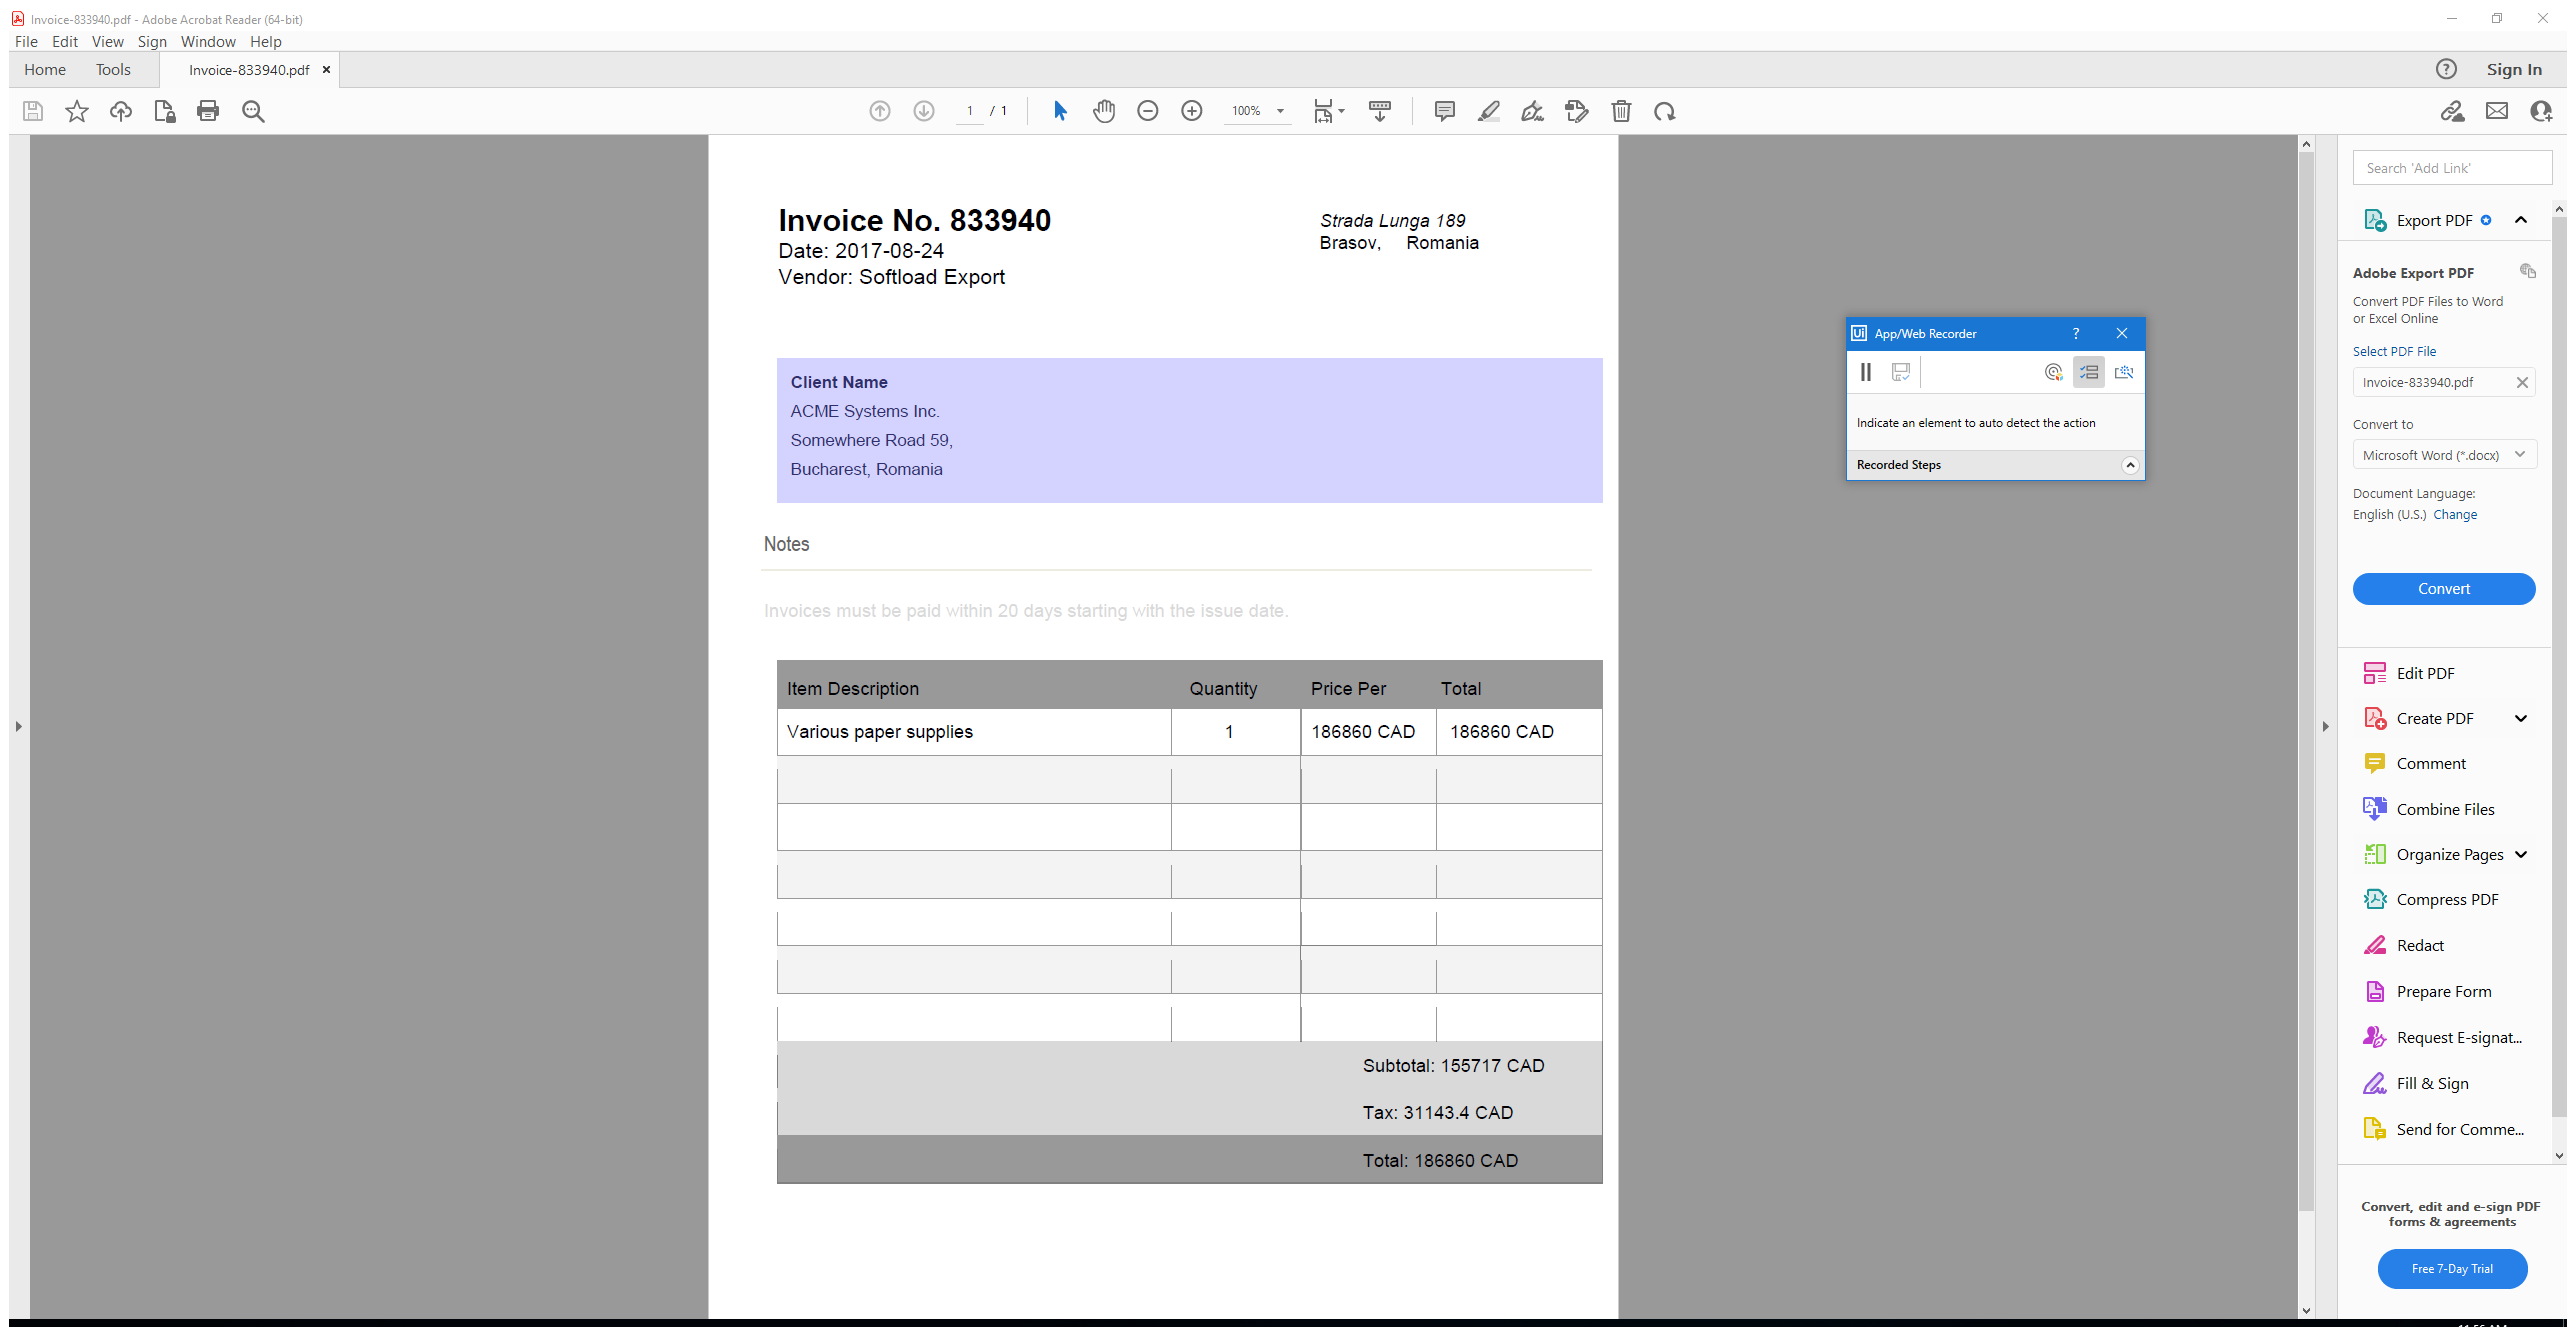 Invoice-833940.pdf - Adobe Acrobat Reader (64-bit)
File Edit View Sign Window Help
Home Tools Invoice-833940.pdf × Sign In
1 / 1 100%
Invoice No. 833940
Date: 2017-08-24
Vendor: Softload Export
Strada Lunga 189
Brasov, Romania
Client Name
ACME Systems Inc.
Somewhere Road 59,
Bucharest, Romania
Notes
Invoices must be paid within 20 days starting with the issue date.
Item Description Quantity Price Per Total
Various paper supplies 1 186860 CAD 186860 CAD
Subtotal: 155717 CAD
Tax: 31143.4 CAD
Total: 186860 CAD
Ui App/Web Recorder ?
Indicate an element to auto detect the action
Recorded Steps
Search 'Add Link'
Export PDF
Adobe Export PDF
Convert PDF Files to Word
or Excel Online
Select PDF File
Invoice-833940.pdf
Convert to
Microsoft Word (*.docx)
Document Language:
English (U.S.) Change
Convert
Edit PDF
Create PDF
Comment
Combine Files
Organize Pages
Compress PDF
Redact
Prepare Form
Request E-signat...
Fill & Sign
Send for Comme...
Convert, edit and e-sign PDF
forms & agreements
Free 7-Day Trial